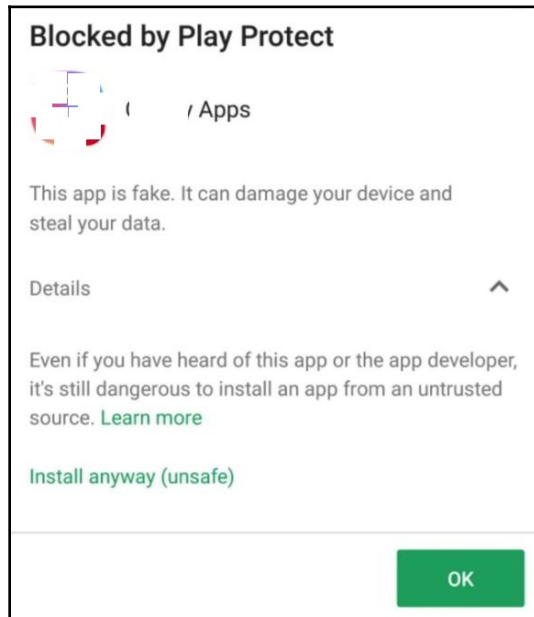 Blocked by Play Protect
Apps
This app is fake. It can damage your device and
steal your data.
Details
Even if you have heard of this app or the app developer,
it's still dangerous to install an app from an untrusted
source. Learn more
Install anyway (unsafe)
OK